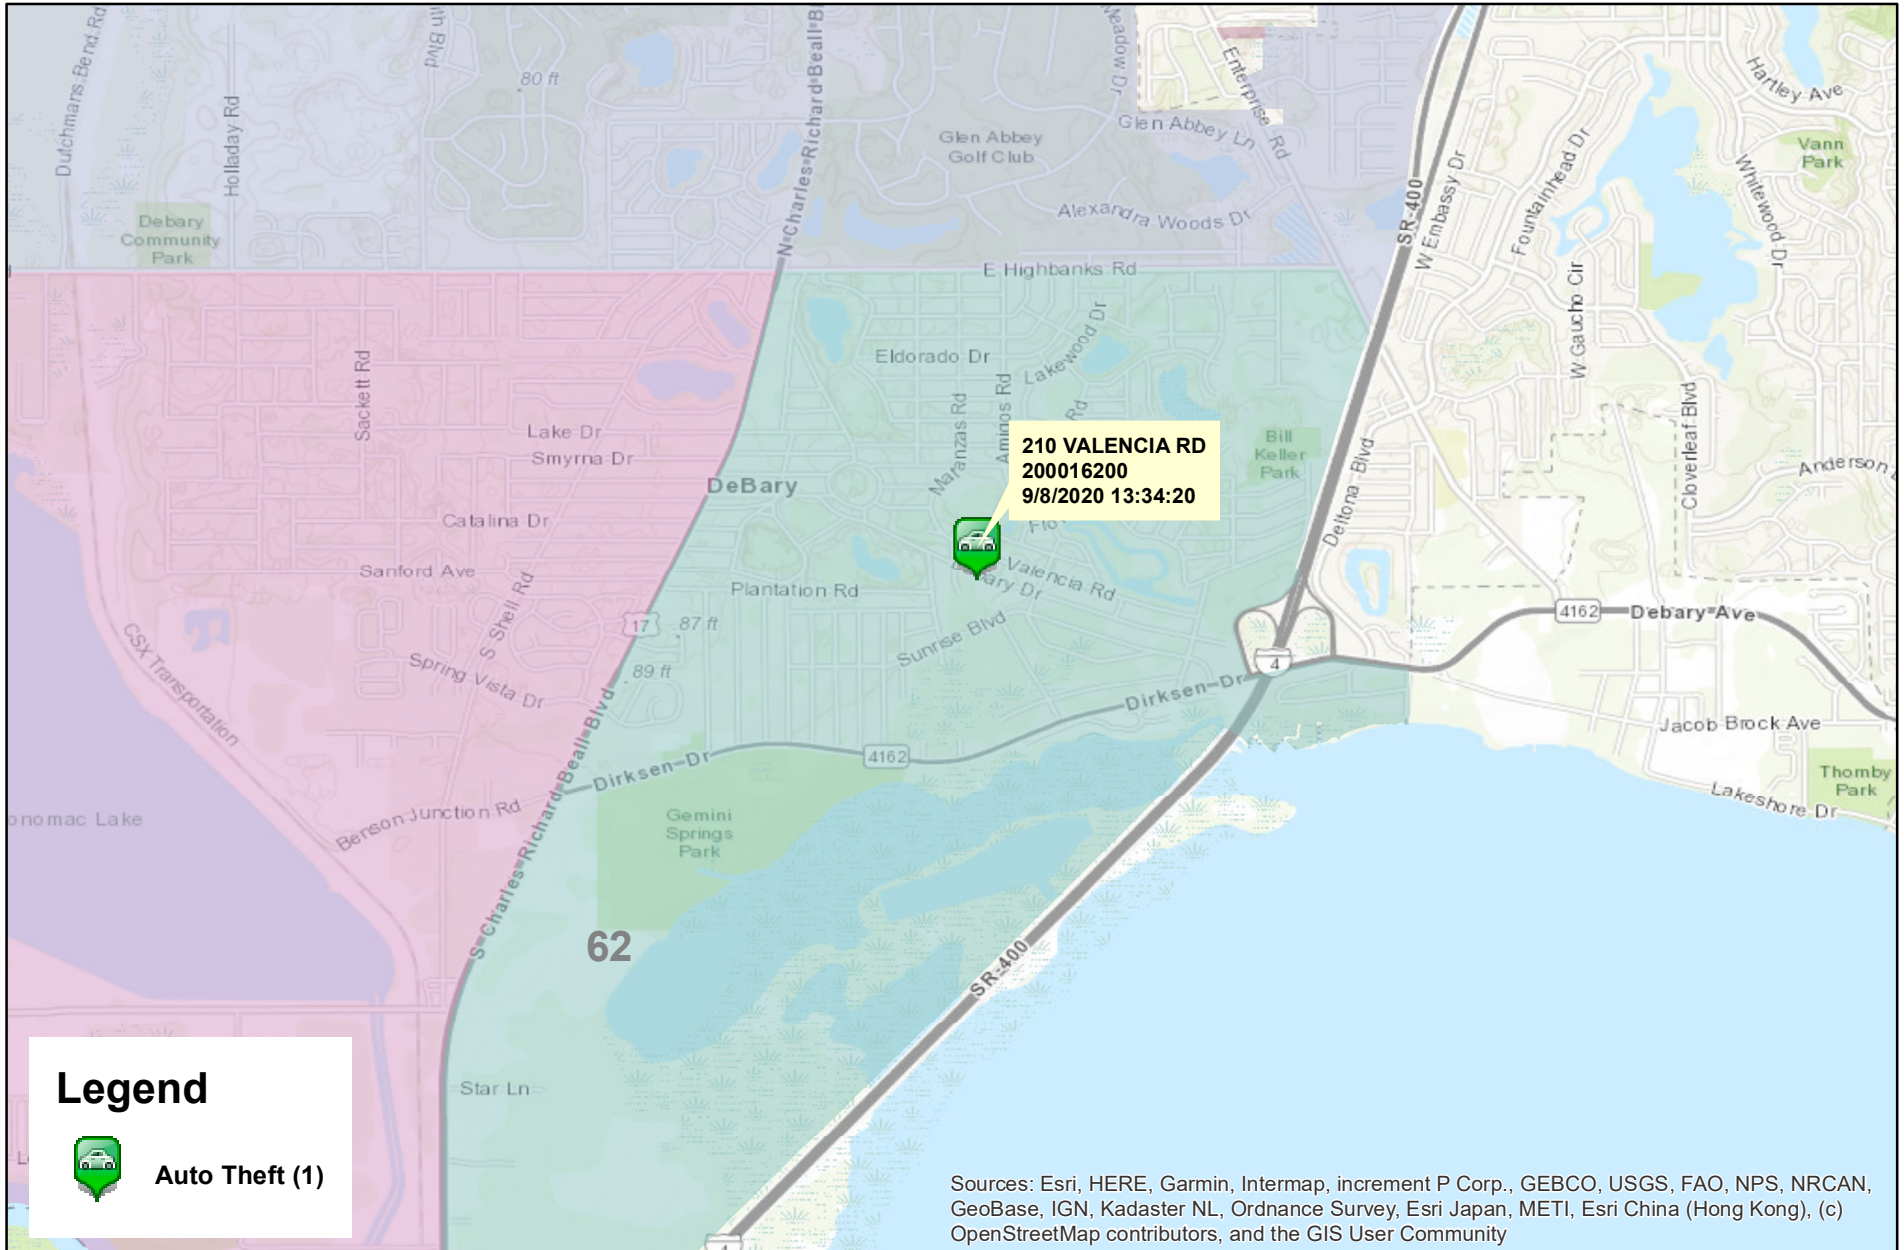 Dutchmans Bend Rd
Holladay Rd
80 ft
N Charles Richard Beall B
Meadow Dr
Enterprise Rd
Glen Abbey Ln
Glen Abbey
Golf Club
Alexandra Woods Dr
Debary
Community
Park
E Highbanks Rd
SR-400
W Embassy Dr
Fountainhead Dr
Hartley Ave
Vann
Park
Whitewood Dr
W Gaucho Cir
Cloverleaf Blvd
Anderson
Eldorado Dr
Lakewood Dr
Maranzas Rd
Amigos Rd
Rd
Sackett Rd
Lake Dr
Smyrna Dr
DeBary
Catalina Dr
Sanford Ave
S Shell Rd
Spring Vista Dr
CSX Transportation
Bill
Keller
Park
210 VALENCIA RD
200016200
9/8/2020 13:34:20
Valencia Rd
Plantation Rd
Sunrise Blvd
17
87 ft
89 ft
Deltona Blvd
4162
Debary Ave
4
Dirksen Dr
Jacob Brock Ave
Thornby
Park
Lakeshore Dr
4162
Dirksen Dr
Gemini
Springs
Park
Benson Junction Rd
S Charles Richard Beall Blvd
onomac Lake
62
SR-400
Star Ln
4
Legend
Auto Theft (1)
Sources: Esri, HERE, Garmin, Intermap, increment P Corp., GEBCO, USGS, FAO, NPS, NRCAN,
GeoBase, IGN, Kadaster NL, Ordnance Survey, Esri Japan, METI, Esri China (Hong Kong), (c)
OpenStreetMap contributors, and the GIS User Community